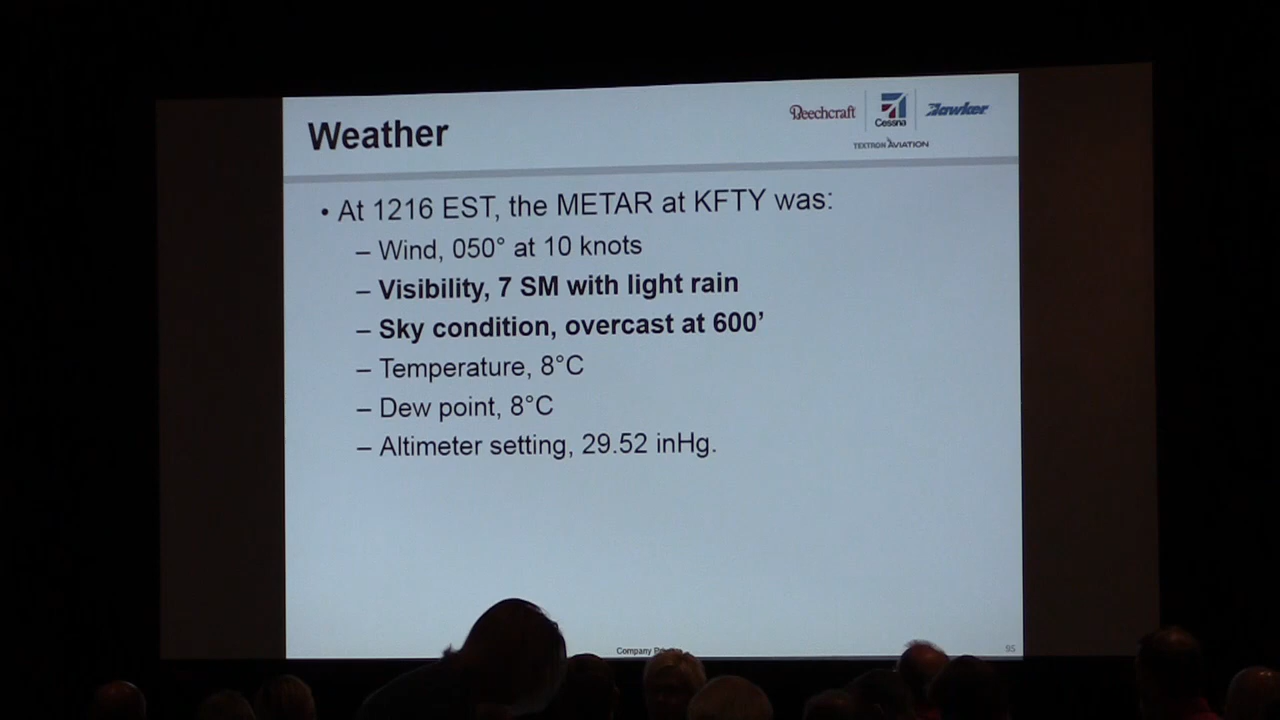 Weather
Beechcraft
Cessna
Hawker
TEXTRON AVIATION
• At 1216 EST, the METAR at KFTY was:
– Wind, 050° at 10 knots
– Visibility, 7 SM with light rain
– Sky condition, overcast at 600’
– Temperature, 8°C
– Dew point, 8°C
– Altimeter setting, 29.52 inHg.
Company
95